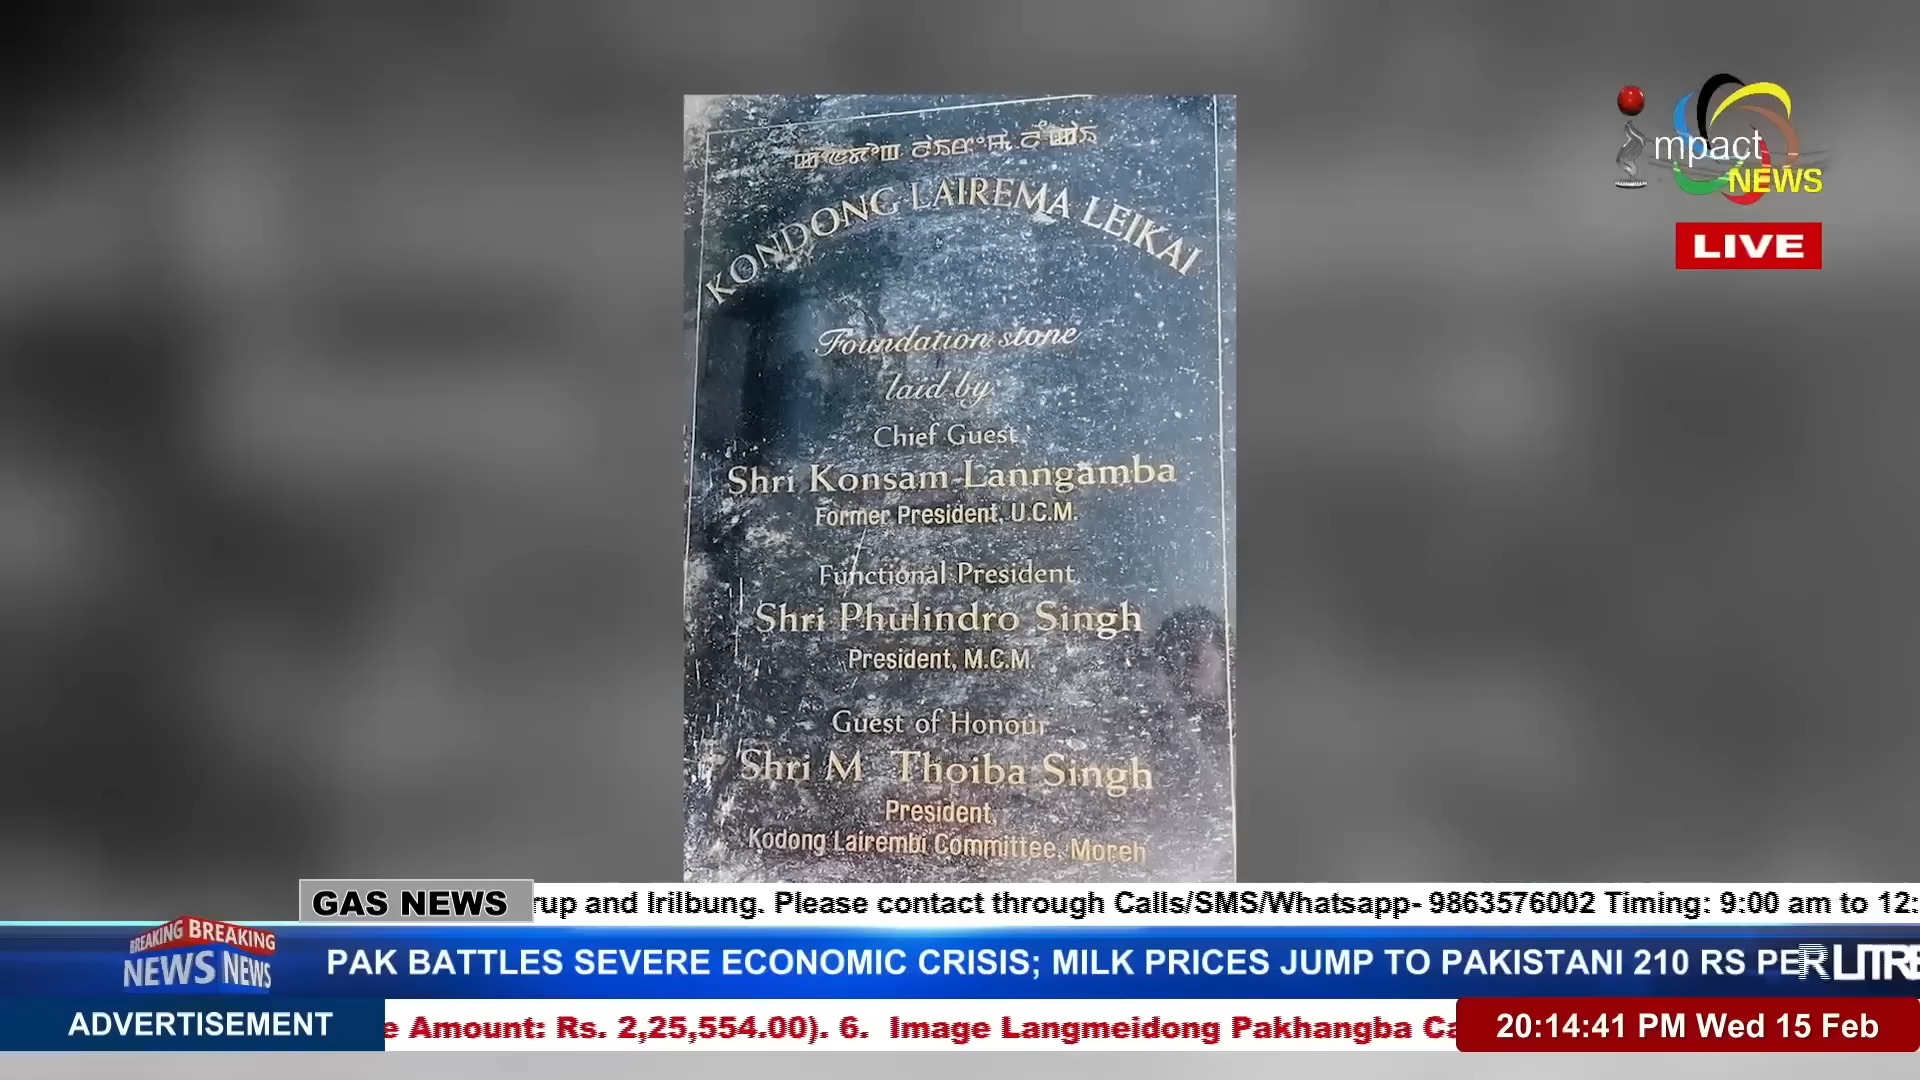 KONDONG LAIREMA LEIKAI
Foundation stone
laid by
Chief Guest
Shri Konsam Lanngamba
Former President, U.C.M.
Functional President
Shri Phulindro Singh
President, M.C.M.
Guest of Honour
Shri M Thoiba Singh
President,
Kodong Lairembi Committee, Moreh
impact
NEWS
LIVE
GAS NEWS
rup and Irilbung. Please contact through Calls/SMS/Whatsapp- 9863576002 Timing: 9:00 am to 12:
BREAKING BREAKING
NEWS NEWS
PAK BATTLES SEVERE ECONOMIC CRISIS; MILK PRICES JUMP TO PAKISTANI 210 RS PER LITRE
ADVERTISEMENT
e Amount: Rs. 2,25,554.00). 6. Image Langmeidong Pakhangba Ca
20:14:41 PM Wed 15 Feb